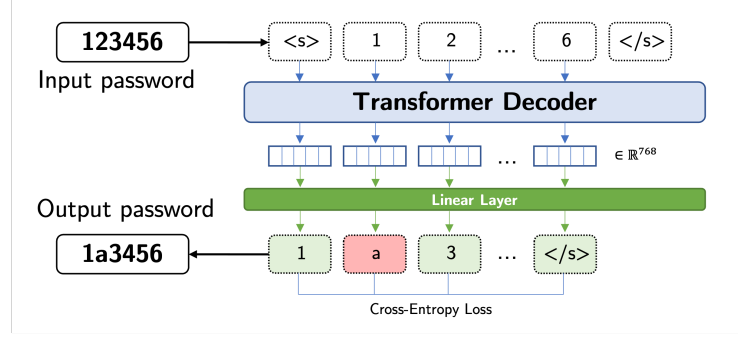 123456
<s> 1 2 ... 6 </s>
Input password
Transformer Decoder
... ∈ ℝ⁷⁶⁸
Linear Layer
Output password
1a3456
1 a 3 ... </s>
Cross-Entropy Loss